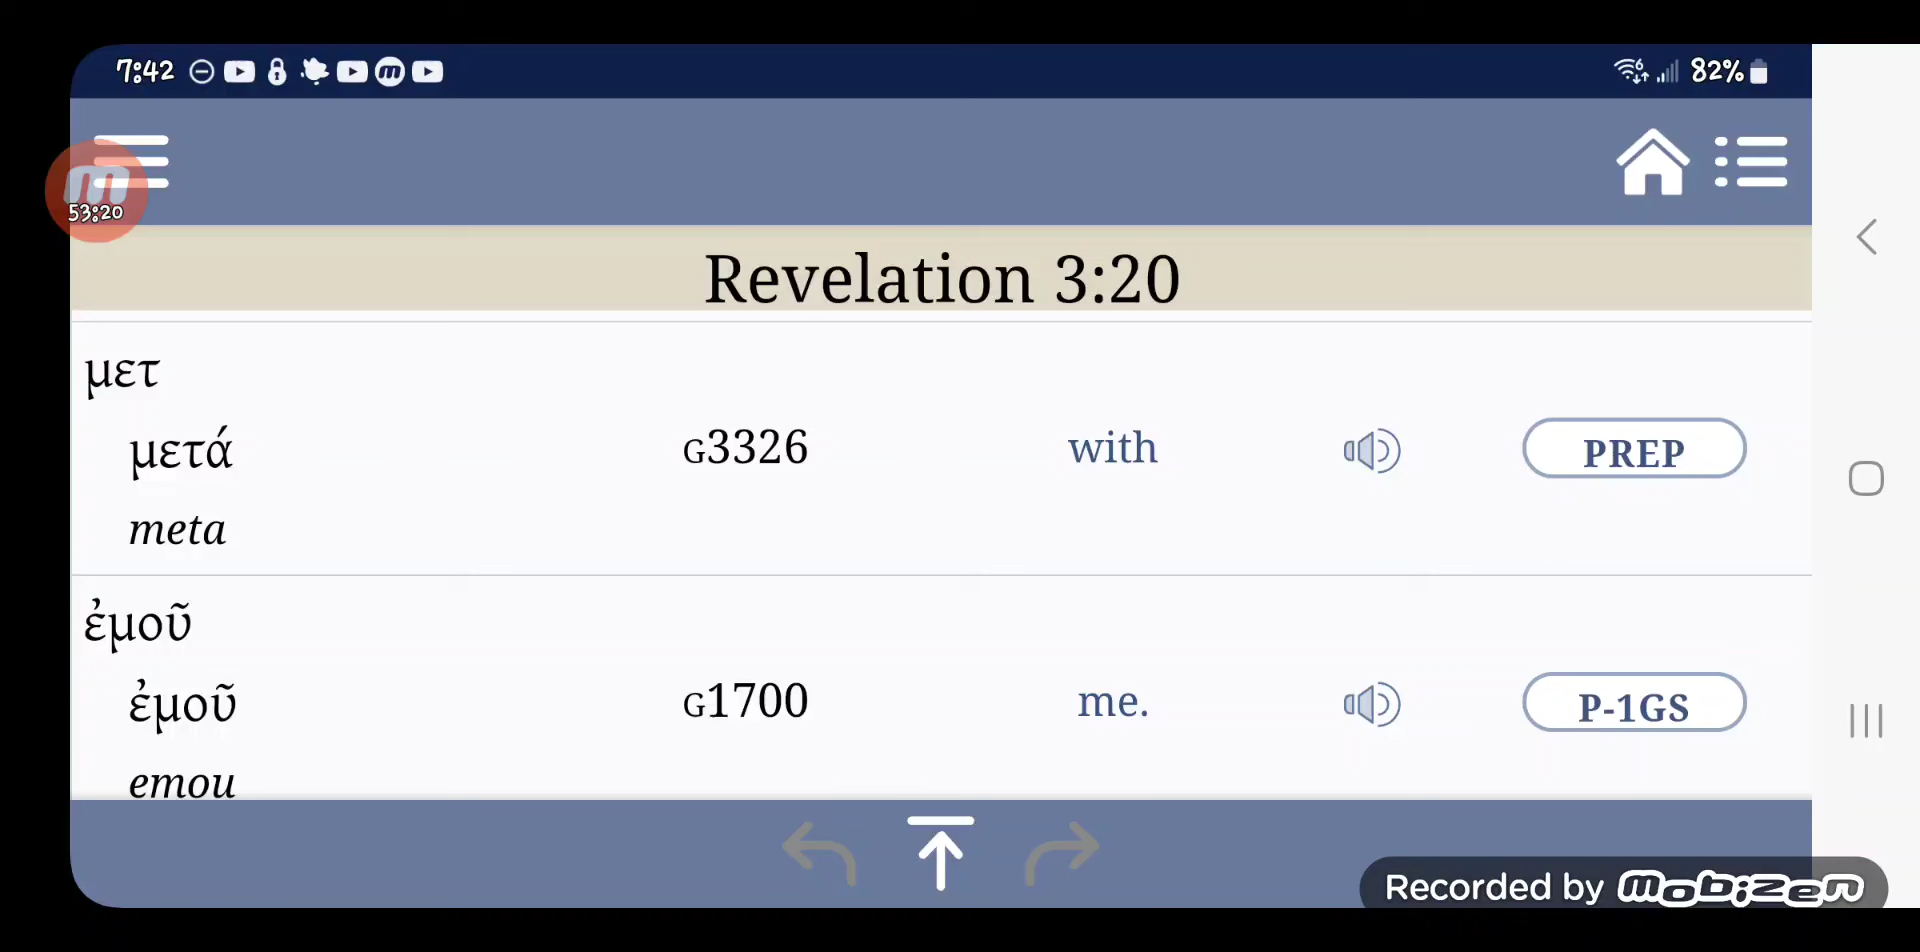 7:42
82%
53:20
Revelation 3:20
μετ
μετά G3326 with PREP
meta
ἐμοῦ
ἐμοῦ G1700 me. P-1GS
emou
Recorded by mobizen